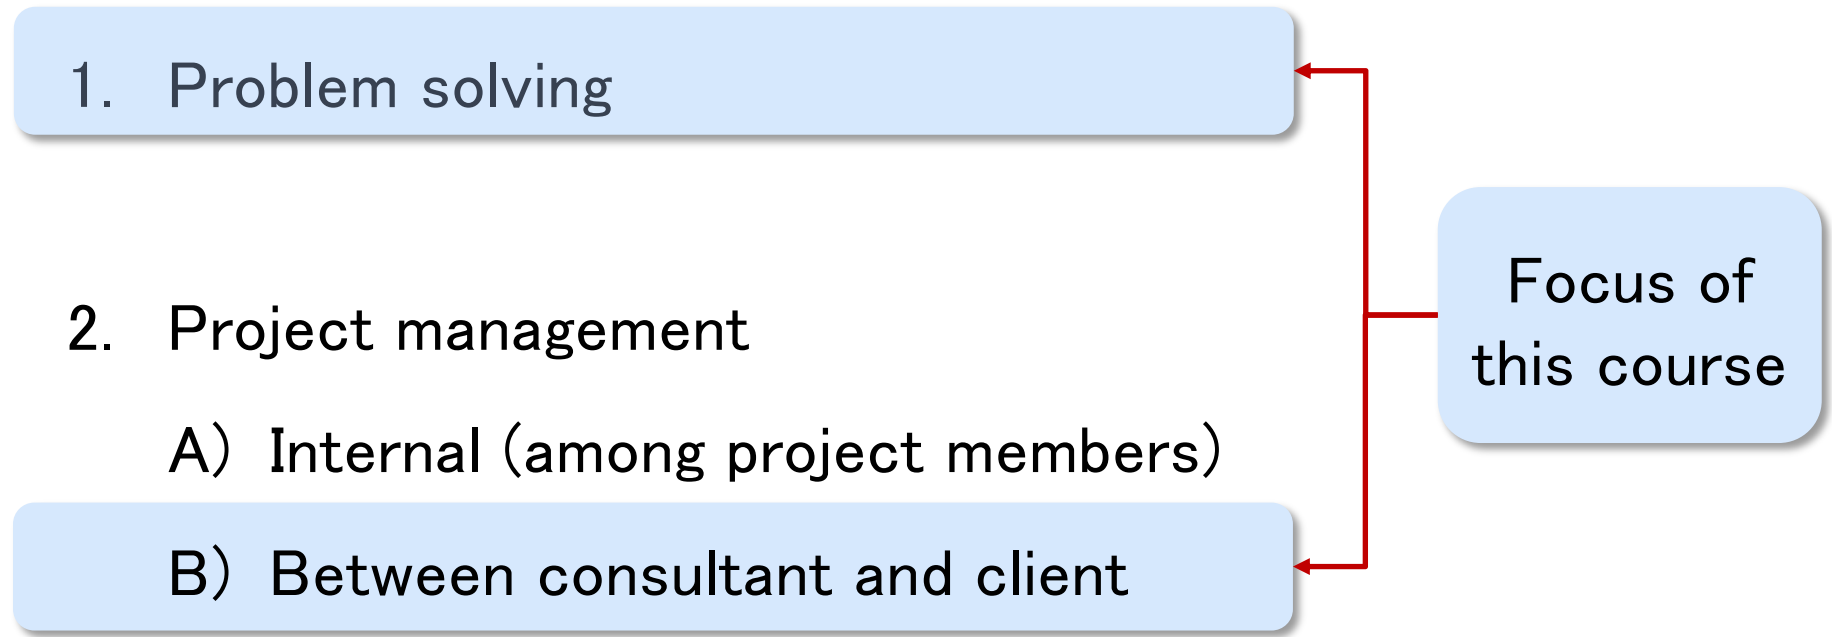 1. Problem solving
2. Project management
A) Internal (among project members)
B) Between consultant and client
Focus of
this course